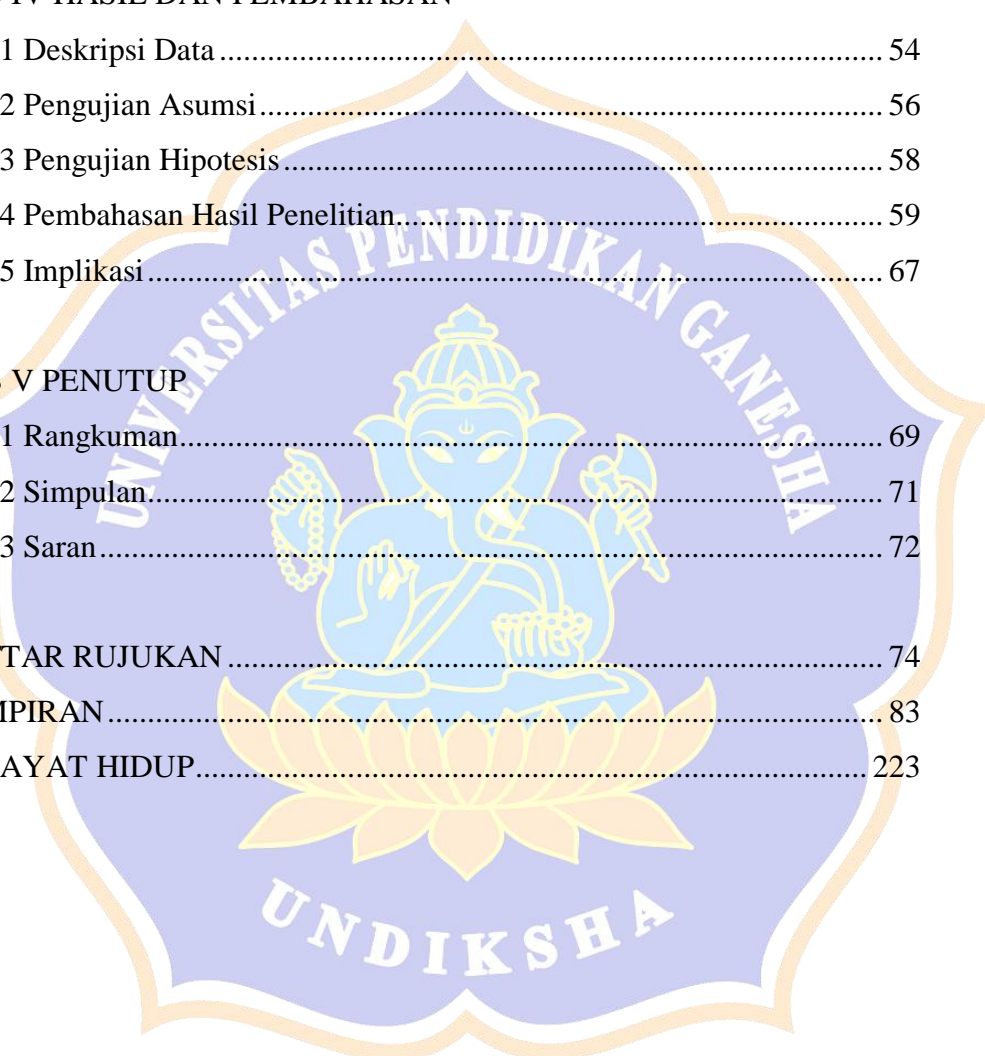 IV HASIL DAN PEMBAHASAN
1 Deskripsi Data ........ 54
2 Pengujian Asumsi ........ 56
3 Pengujian Hipotesis ........ 58
4 Pembahasan Hasil Penelitian ........ 59
5 Implikasi ........ 67
V PENUTUP
1 Rangkuman ........ 69
2 Simpulan ........ 71
3 Saran ........ 72
TAR RUJUKAN ........ 74
MPIRAN ........ 83
AYAT HIDUP ........ 223
UNIVERSITAS PENDIDIKAN GANESHA
UNDIKSHA